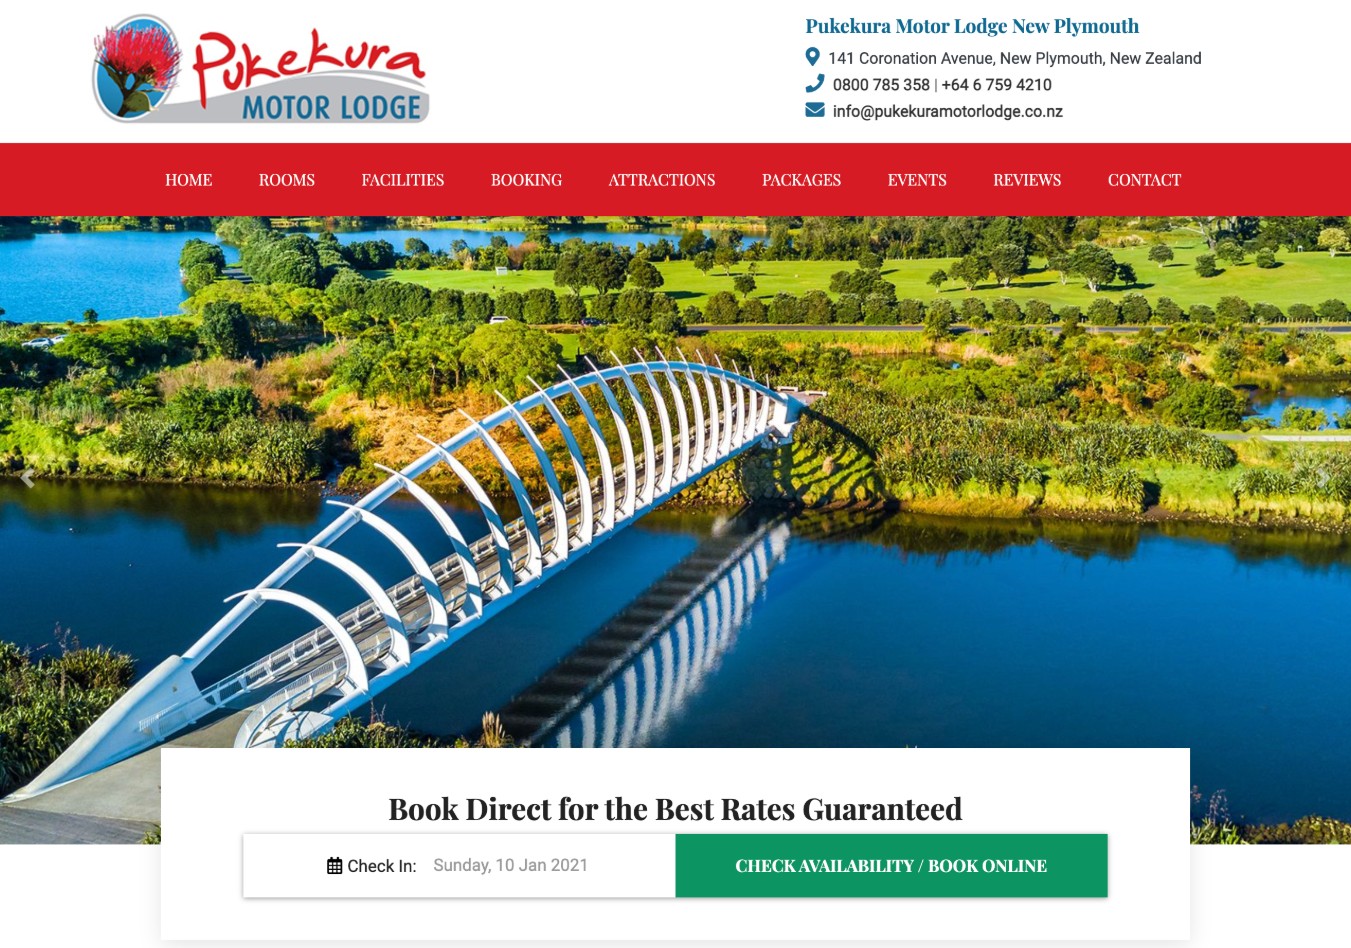 Pukekura
MOTOR LODGE
Pukekura Motor Lodge New Plymouth
141 Coronation Avenue, New Plymouth, New Zealand
0800 785 358 | +64 6 759 4210
info@pukekuramotorlodge.co.nz
HOME ROOMS FACILITIES BOOKING ATTRACTIONS PACKAGES EVENTS REVIEWS CONTACT
Book Direct for the Best Rates Guaranteed
Check In: Sunday, 10 Jan 2021 CHECK AVAILABILITY / BOOK ONLINE